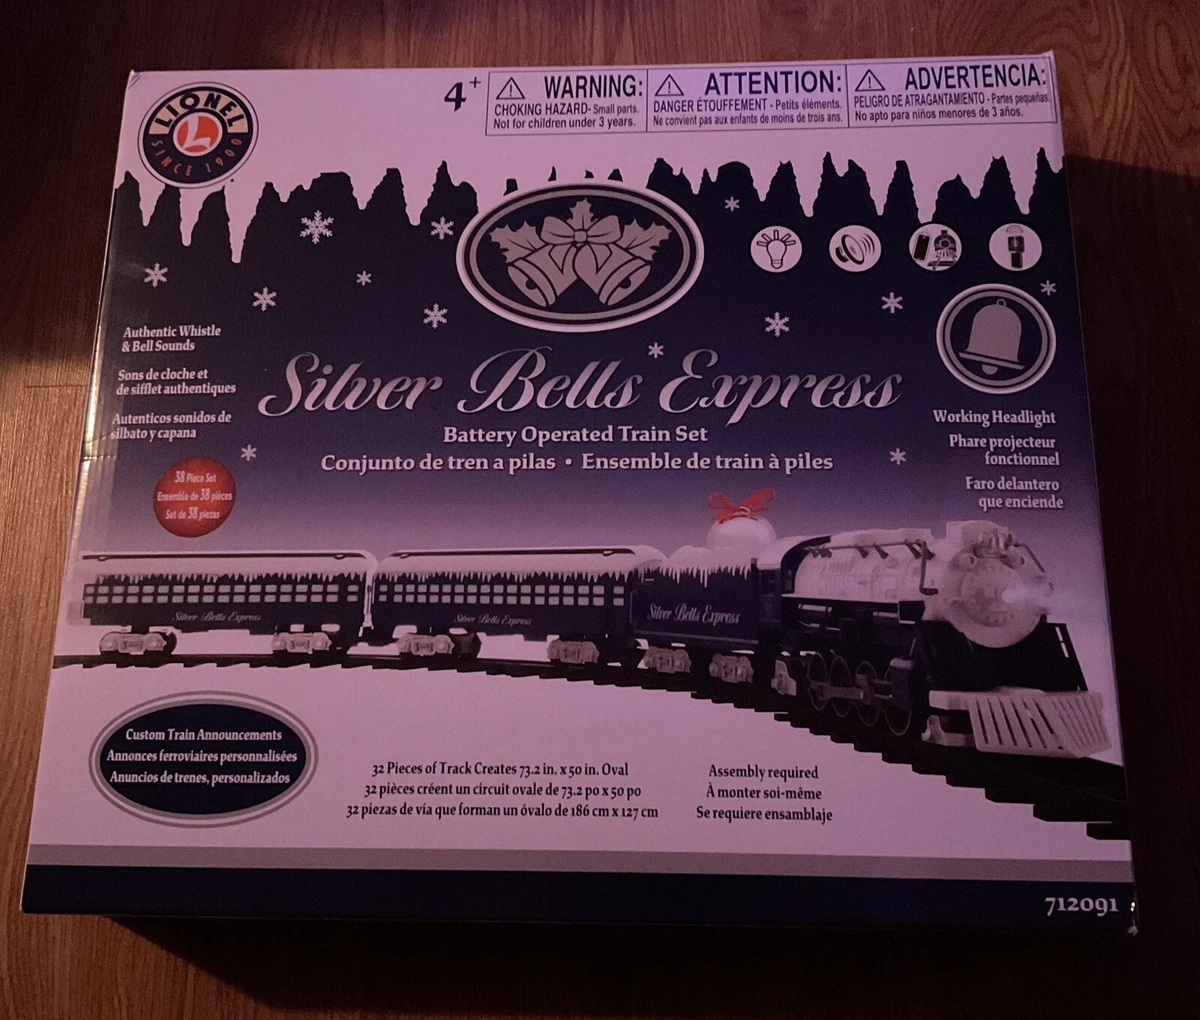 LIONEL
L
SINCE 1900
4+
WARNING:
CHOKING HAZARD- Small parts.
Not for children under 3 years.
ATTENTION:
DANGER ÉTOUFFEMENT - Petits éléments.
Ne convient pas aux enfants de moins de trois ans.
ADVERTENCIA:
PELIGRO DE ATRAGANTAMIENTO - Partes pequeñas.
No apto para niños menores de 3 años.
Authentic Whistle
& Bell Sounds
Sons de cloche et
de sifflet authentiques
Autenticos sonidos de
silbato y capana
Silver Bells Express
Battery Operated Train Set
Conjunto de tren a pilas • Ensemble de train à piles
Working Headlight
Phare projecteur
fonctionnel
Faro delantero
que enciende
38 Piece Set
Ensemble de 38 pièces
Set de 38 piezas
Silver Bells Express
Silver Bells Express
Silver Bells Express
Custom Train Announcements
Annonces ferroviaires personnalisées
Anuncios de trenes, personalizados
32 Pieces of Track Creates 73.2 in. x 50 in. Oval
32 pièces créent un circuit ovale de 73.2 po x 50 po
32 piezas de vía que forman un óvalo de 186 cm x 127 cm
Assembly required
À monter soi-même
Se requiere ensamblaje
712091